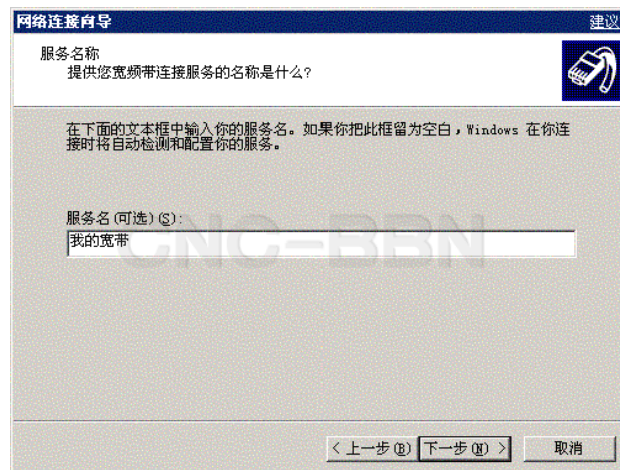 网络连接向导
建议
服务名称
提供您宽频带连接服务的名称是什么?
在下面的文本框中输入你的服务名。如果你把此框留为空白，Windows 在你连
接时将自动检测和配置你的服务。
服务名(可选)(S):
我的宽带
CNC-BBN
< 上一步(B)
下一步(N) >
取消